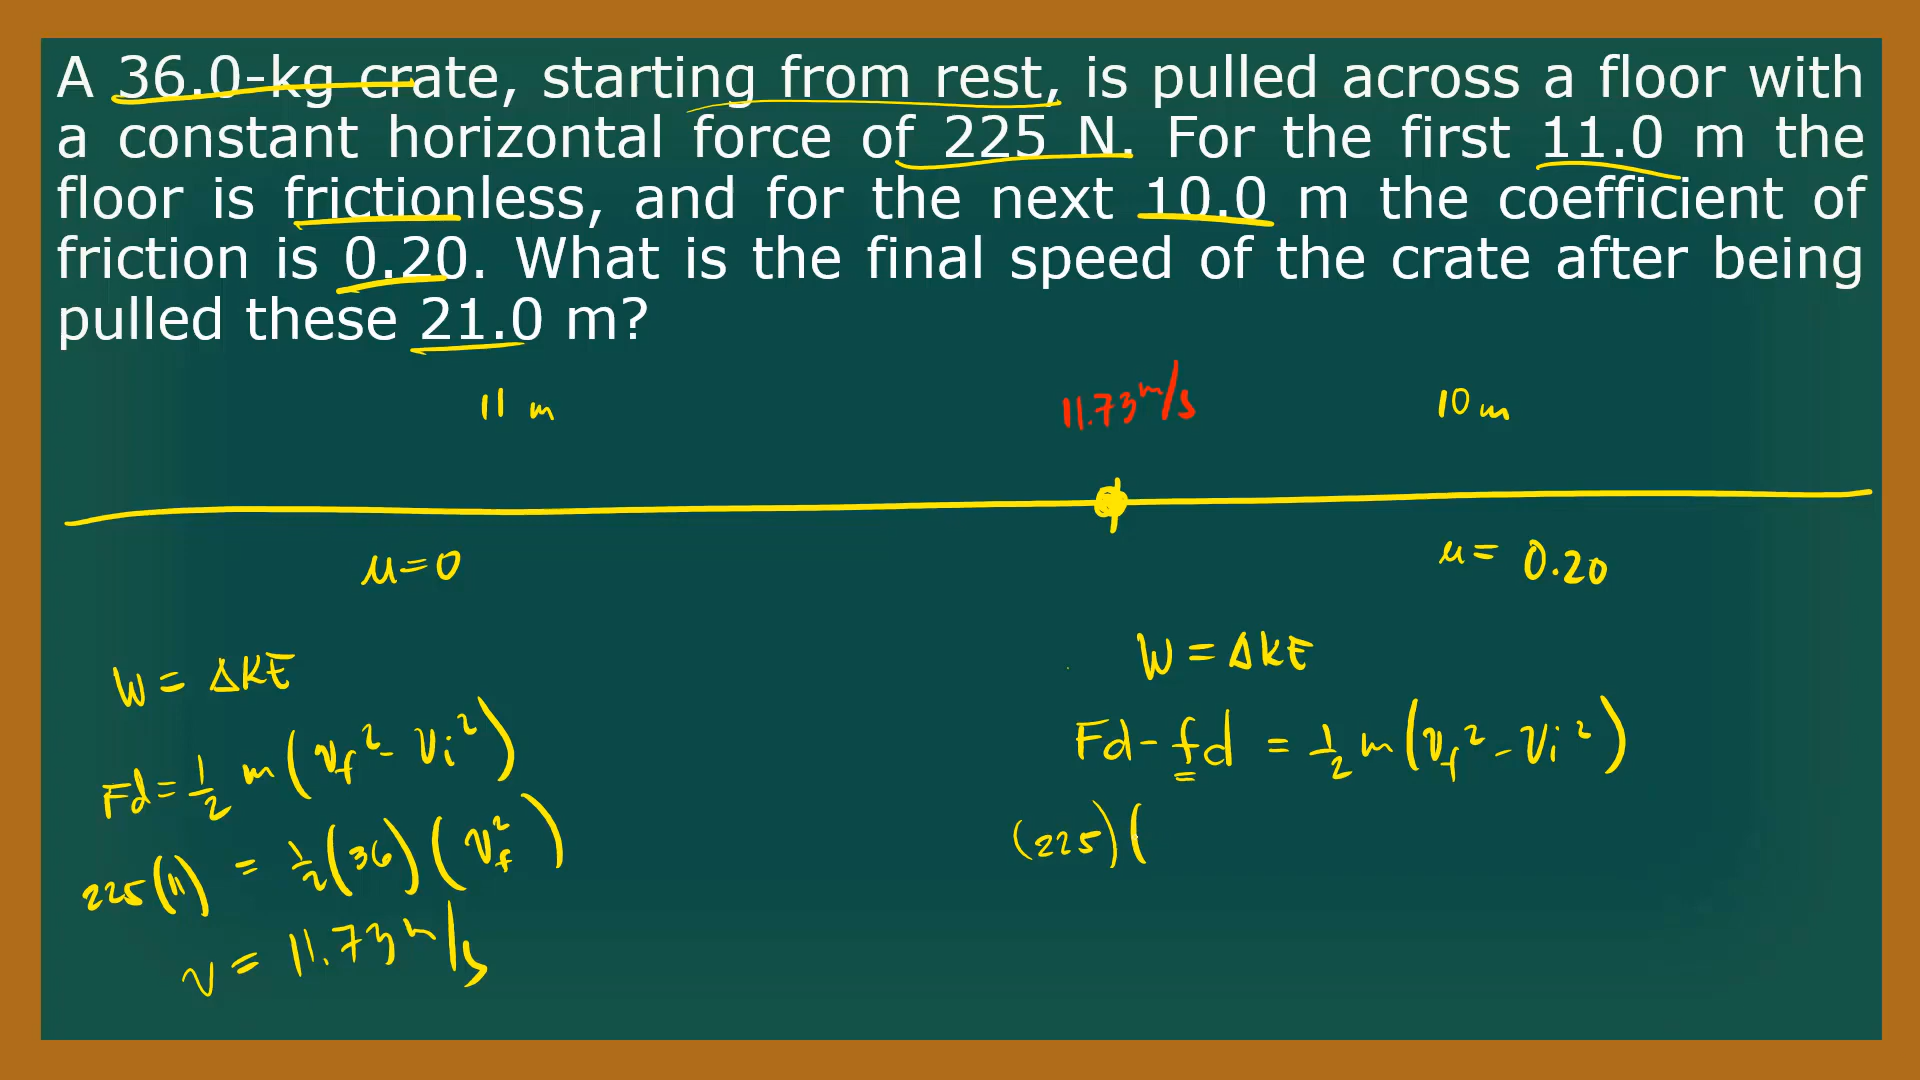 A 36.0-kg crate, starting from rest, is pulled across a floor with
a constant horizontal force of 225 N. For the first 11.0 m the
floor is frictionless, and for the next 10.0 m the coefficient of
friction is 0.20. What is the final speed of the crate after being
pulled these 21.0 m?
11 m
11.73 m/s
10 m
μ=0
μ= 0.20
W = ΔKE
Fd = 1/2 m (vf² - vi²)
225(11) = 1/2 (36) (vf²)
v = 11.73 m/s
W = ΔKE
Fd - fd = 1/2 m (vf² - vi²)
(225)(